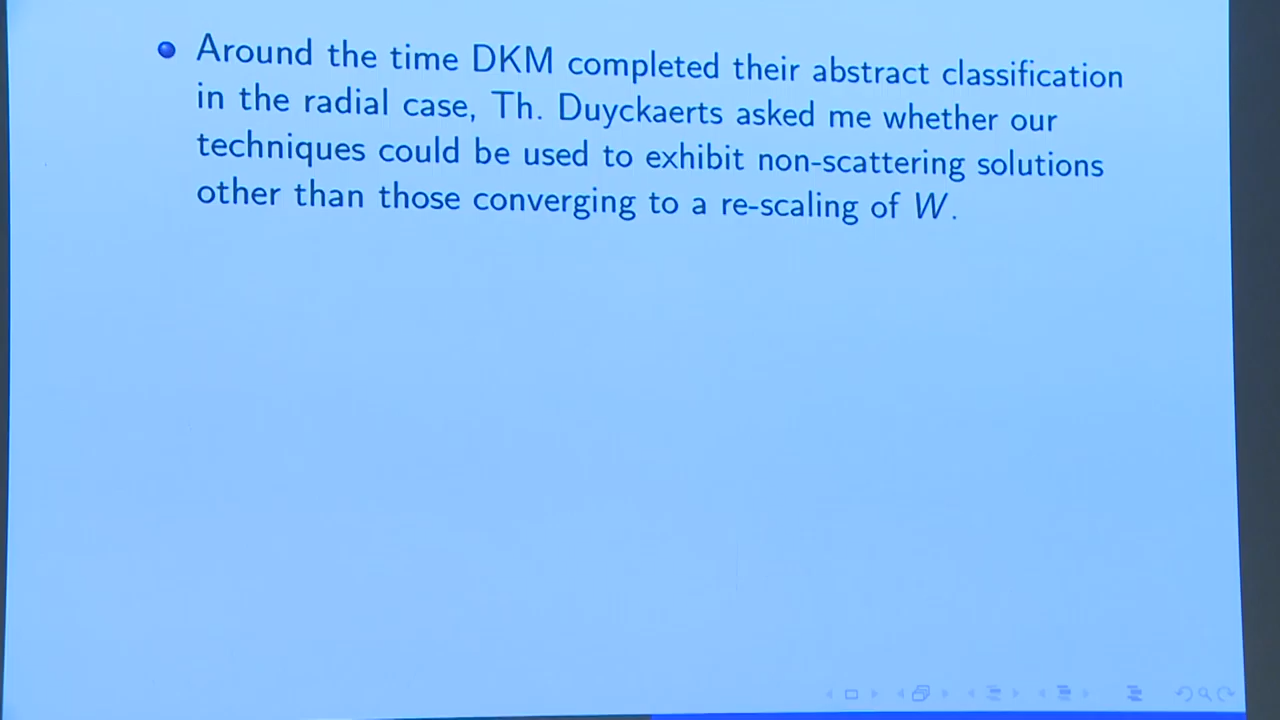 Around the time DKM completed their abstract classification
in the radial case, Th. Duyckaerts asked me whether our
techniques could be used to exhibit non-scattering solutions
other than those converging to a re-scaling of W.